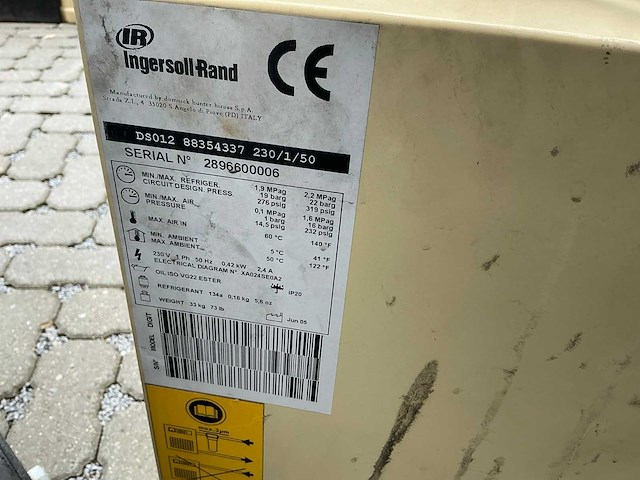 IR
Ingersoll-Rand
CE
Manufactured by domnick hunter hiross S.p.A.
Strada Z.I., 4 35020 S.Angelo di Piove (PD) ITALY
DS012 88354337 230/1/50
SERIAL N° 2896600006
MIN./MAX. REFRIGER. 1,9 MPag 2,2 MPag
CIRCUIT DESIGN. PRESS. 19 barg 22 barg
276 psig 319 psig
MIN./MAX. AIR 0,1 MPag 1,6 MPag
PRESSURE 1 barg 16 barg
14,5 psig 232 psig
MAX. AIR IN 60 °C 140 °F
MIN. AMBIENT 5 °C 41 °F
MAX. AMBIENT 50 °C 122 °F
230 V 1 Ph 50 Hz 0,42 kW 2,4 A
ELECTRICAL DIAGRAM N° XA024SE0A2
OIL ISO VG22 ESTER IP20
REFRIGERANT 134a 0,16 kg 5,6 oz
WEIGHT 33 kg 73 lb Jun 05
S/N° MODEL DIGIT
max. 3µm